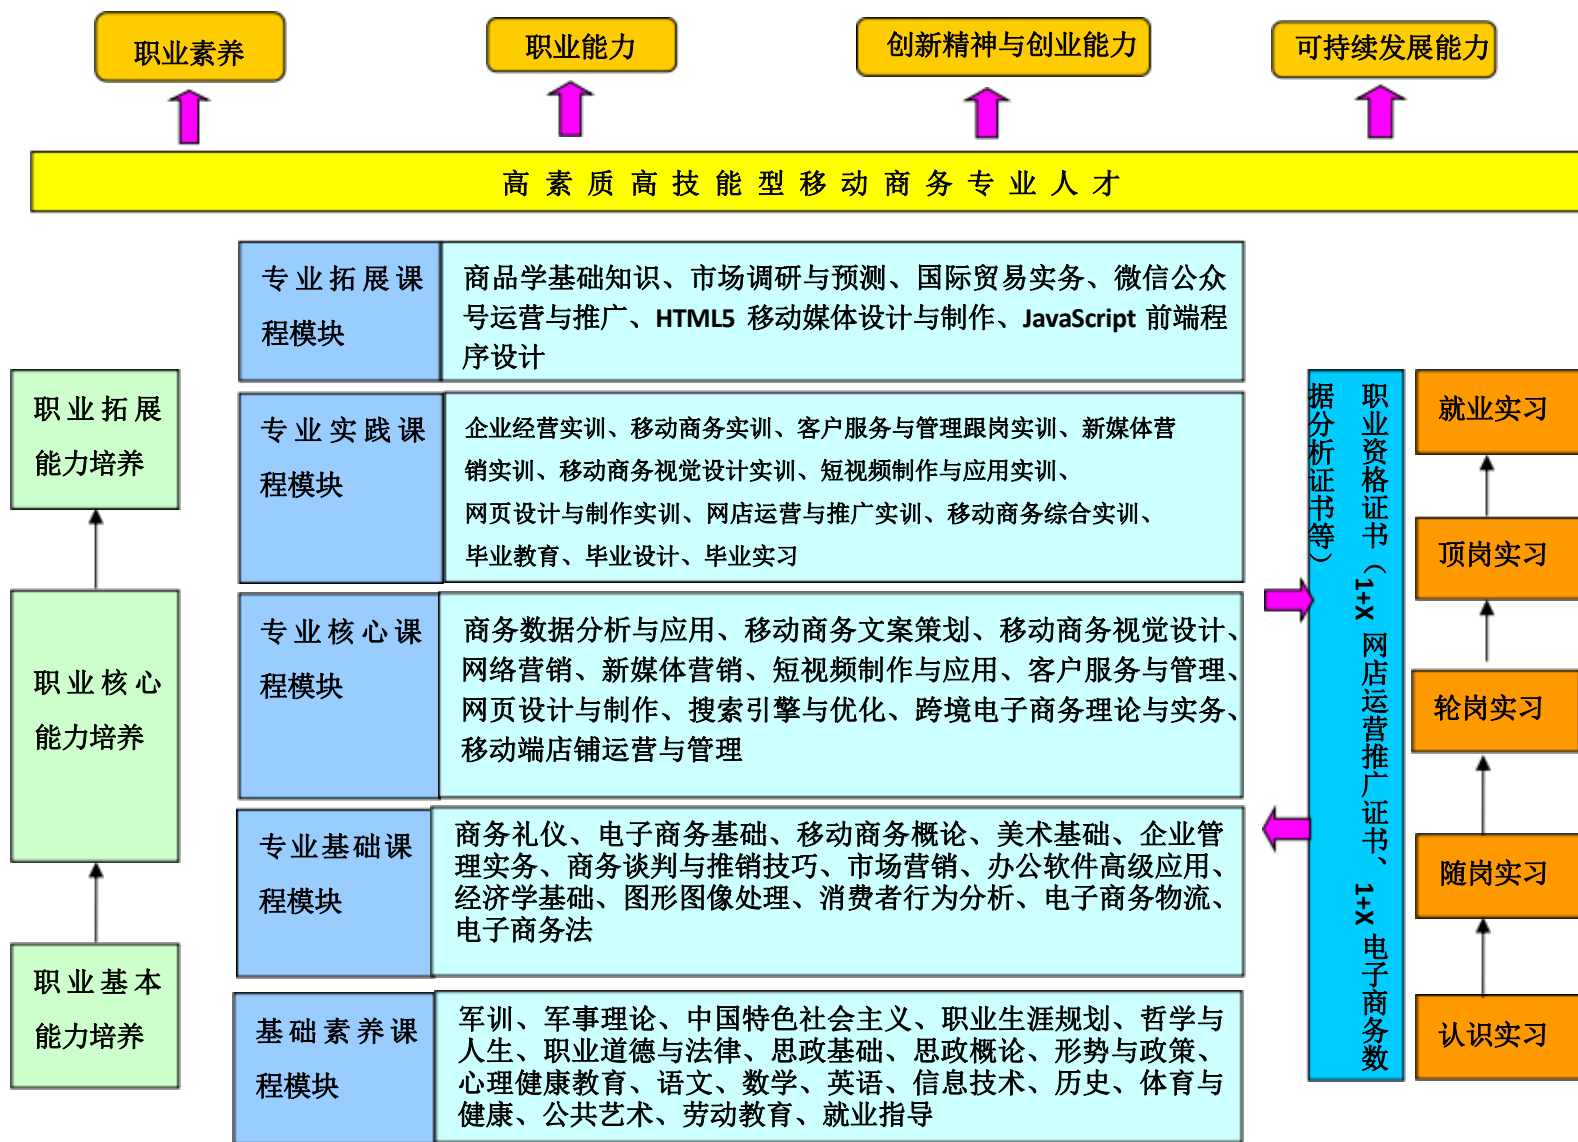 职业素养
职业能力
创新精神与创业能力
可持续发展能力
高素质高技能型移动商务专业人才
专业拓展课
程模块
商品学基础知识、市场调研与预测、国际贸易实务、微信公众
号运营与推广、HTML5 移动媒体设计与制作、JavaScript 前端程
序设计
专业实践课
程模块
企业经营实训、移动商务实训、客户服务与管理跟岗实训、新媒体营
销实训、移动商务视觉设计实训、短视频制作与应用实训、
网页设计与制作实训、网店运营与推广实训、移动商务综合实训、
毕业教育、毕业设计、毕业实习
专业核心课
程模块
商务数据分析与应用、移动商务文案策划、移动商务视觉设计、
网络营销、新媒体营销、短视频制作与应用、客户服务与管理、
网页设计与制作、搜索引擎与优化、跨境电子商务理论与实务、
移动端店铺运营与管理
专业基础课
程模块
商务礼仪、电子商务基础、移动商务概论、美术基础、企业管
理实务、商务谈判与推销技巧、市场营销、办公软件高级应用、
经济学基础、图形图像处理、消费者行为分析、电子商务物流、
电子商务法
基础素养课
程模块
军训、军事理论、中国特色社会主义、职业生涯规划、哲学与
人生、职业道德与法律、思政基础、思政概论、形势与政策、
心理健康教育、语文、数学、英语、信息技术、历史、体育与
健康、公共艺术、劳动教育、就业指导
职业拓展
能力培养
职业核心
能力培养
职业基本
能力培养
职业资格证书（1+X 网店运营推广证书、1+X 电子商务数
据分析证书等）
就业实习
顶岗实习
轮岗实习
随岗实习
认识实习